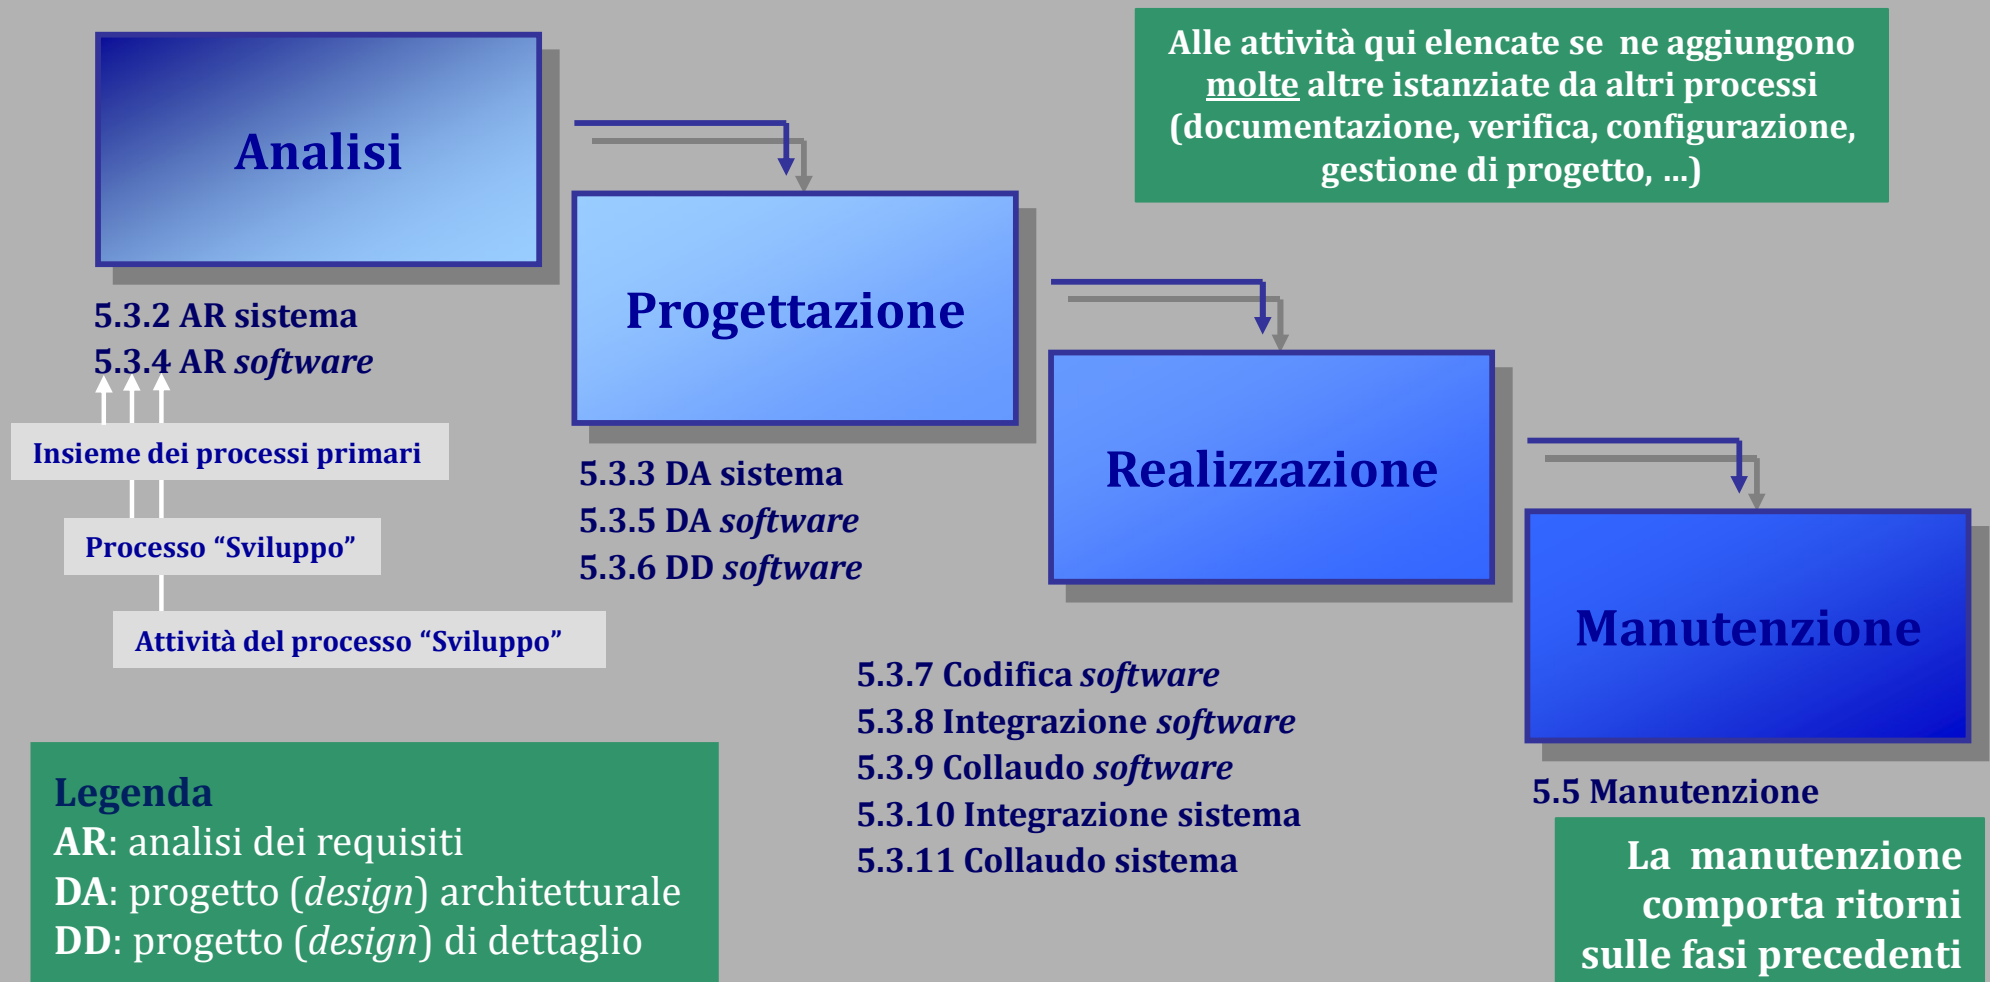 Analisi
5.3.2 AR sistema
5.3.4 AR software
Insieme dei processi primari
Processo “Sviluppo”
Attività del processo “Sviluppo”
Alle attività qui elencate se ne aggiungono
molte altre istanziate da altri processi
(documentazione, verifica, configurazione,
gestione di progetto, …)
Progettazione
5.3.3 DA sistema
5.3.5 DA software
5.3.6 DD software
Realizzazione
5.3.7 Codifica software
5.3.8 Integrazione software
5.3.9 Collaudo software
5.3.10 Integrazione sistema
5.3.11 Collaudo sistema
Manutenzione
5.5 Manutenzione
La manutenzione
comporta ritorni
sulle fasi precedenti
Legenda
AR: analisi dei requisiti
DA: progetto (design) architetturale
DD: progetto (design) di dettaglio